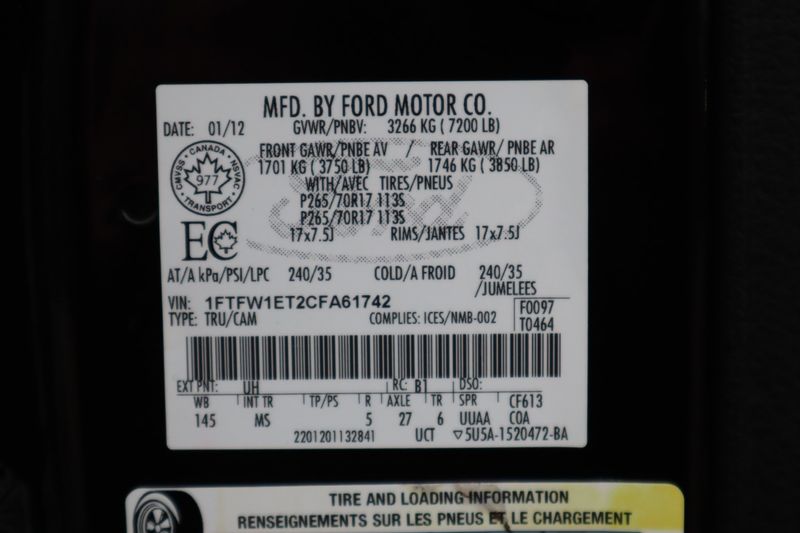 MFD. BY FORD MOTOR CO.
DATE: 01/12 GVWR/PNBV: 3266 KG ( 7200 LB)
FRONT GAWR/PNBE AV / REAR GAWR/ PNBE AR
1701 KG ( 3750 LB) 1746 KG ( 3850 LB)
WITH/AVEC TIRES/PNEUS
P265/70R17 113S
P265/70R17 113S
17x7.5J RIMS/JANTES 17x7.5J
CANADA
CMVSS 977 NSVAC
TRANSPORT
EC
Ford
AT/A kPa/PSI/LPC 240/35 COLD/A FROID 240/35
/JUMELEES
VIN: 1FTFW1ET2CFA61742 F0097
TYPE: TRU/CAM COMPLIES: ICES/NMB-002 T0464
EXT PNT: UH RC: B1 DSO:
WB INT TR TP/PS R AXLE TR SPR CF613
145 MS 5 27 6 UUAA COA
2201201132841 UCT ▽5U5A-1520472-BA
TIRE AND LOADING INFORMATION
RENSEIGNEMENTS SUR LES PNEUS ET LE CHARGEMENT